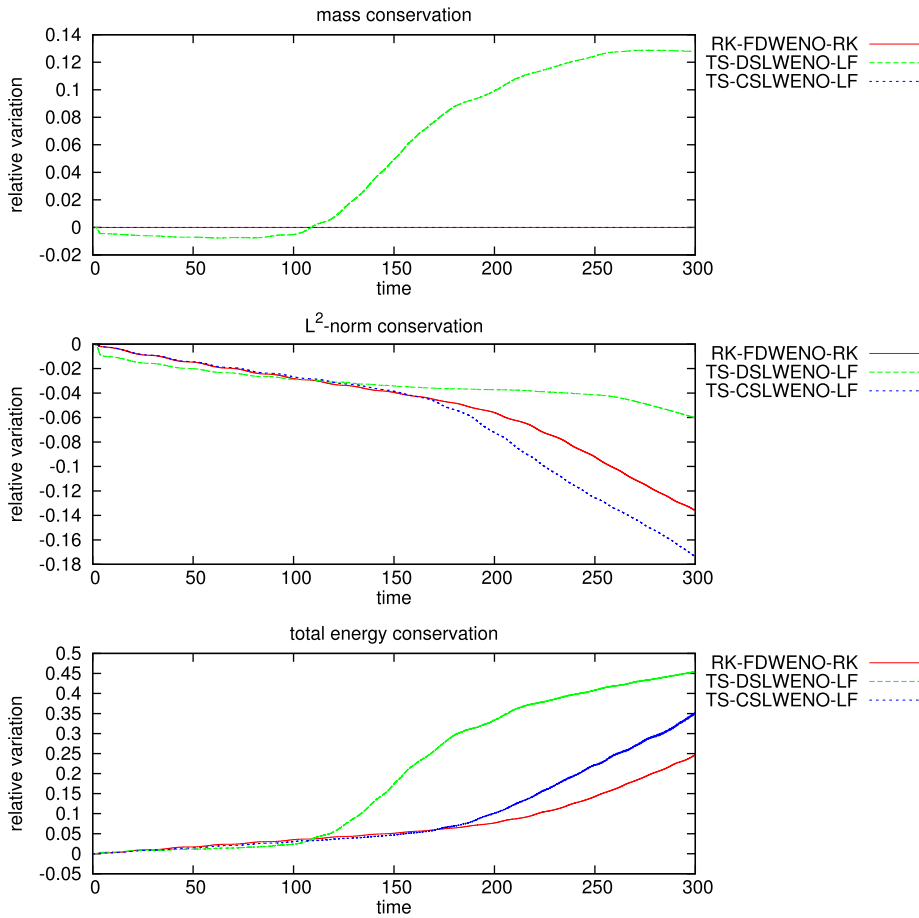 mass conservation
relative variation
0.14
0.12
0.1
0.08
0.06
0.04
0.02
0
-0.02
0 50 100 150 200 250 300
time
RK-FDWENO-RK
TS-DSLWENO-LF
TS-CSLWENO-LF
L²-norm conservation
relative variation
0
-0.02
-0.04
-0.06
-0.08
-0.1
-0.12
-0.14
-0.16
-0.18
0 50 100 150 200 250 300
time
RK-FDWENO-RK
TS-DSLWENO-LF
TS-CSLWENO-LF
total energy conservation
relative variation
0.5
0.45
0.4
0.35
0.3
0.25
0.2
0.15
0.1
0.05
0
-0.05
0 50 100 150 200 250 300
time
RK-FDWENO-RK
TS-DSLWENO-LF
TS-CSLWENO-LF